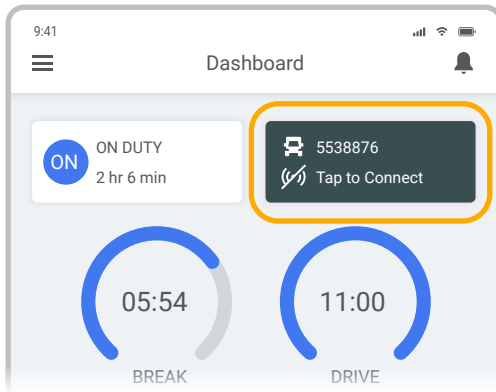 9:41
Dashboard
ON
ON DUTY
2 hr 6 min
5538876
Tap to Connect
05:54
11:00
BREAK
DRIVE